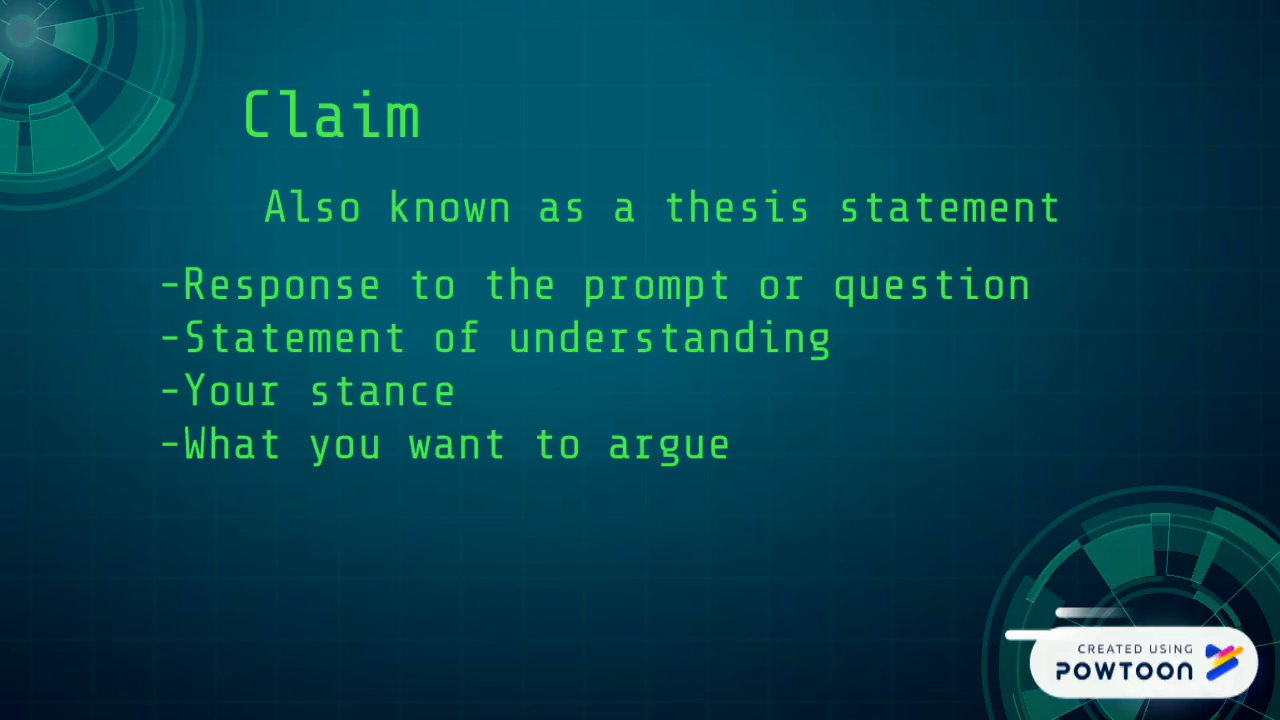 Claim
Also known as a thesis statement
-Response to the prompt or question
-Statement of understanding
-Your stance
-What you want to argue
CREATED USING
POWTOON